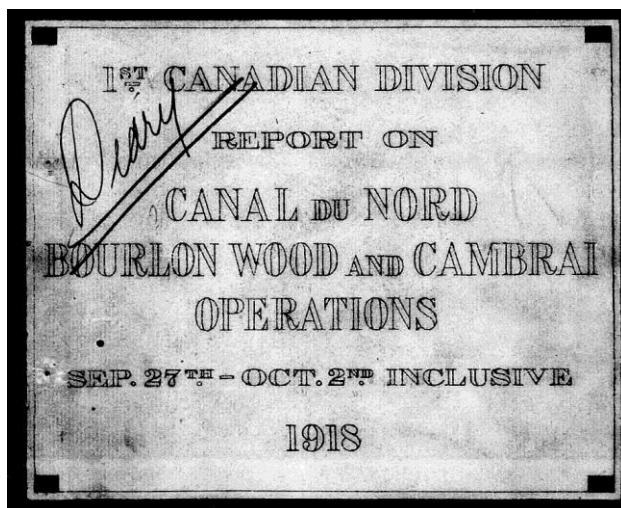 1ST CANADIAN DIVISION
Diary
REPORT ON
CANAL DU NORD
BOURLON WOOD AND CAMBRAI
OPERATIONS
SEP. 27TH - OCT. 2ND INCLUSIVE
1918